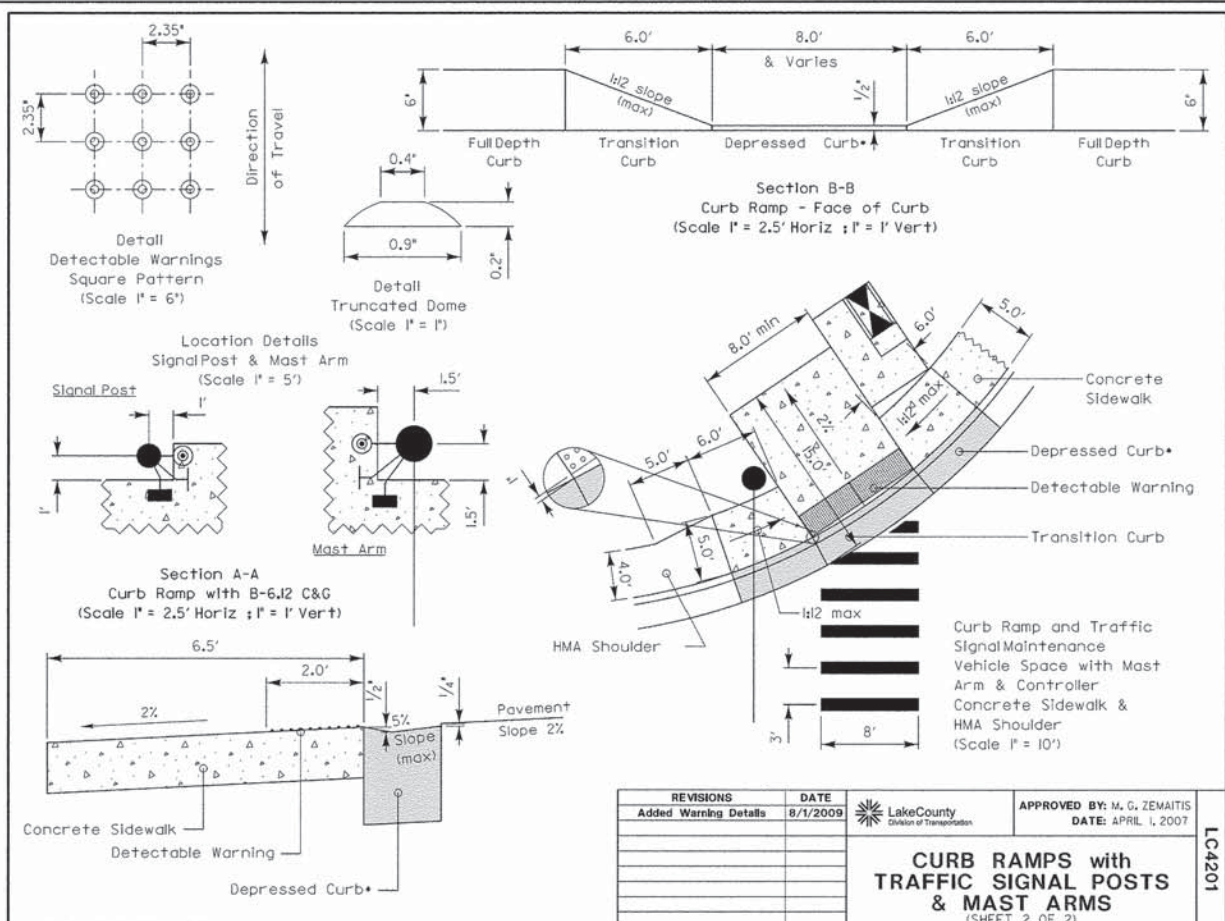 2.35"
2.35"
Direction
of Travel
Detail
Detectable Warnings
Square Pattern
(Scale 1" = 6")
0.4"
0.9"
0.2"
Detail
Truncated Dome
(Scale 1" = 1")
6.0'
8.0'
& Varies
6.0'
6"
1:12 slope
(max)
1/2"
1:12 slope
(max)
6"
Full Depth
Curb
Transition
Curb
Depressed Curb*
Transition
Curb
Full Depth
Curb
Section B-B
Curb Ramp - Face of Curb
(Scale 1" = 2.5' Horiz ; 1" = 1' Vert)
Location Details
Signal Post & Mast Arm
(Scale 1" = 5')
Signal Post
1'
1'
1.5'
1.5'
Mast Arm
Section A-A
Curb Ramp with B-6.12 C&G
(Scale 1" = 2.5' Horiz ; 1" = 1' Vert)
6.5'
2.0'
2%
1/2"
1/4"
5%
Slope
(max)
Pavement
Slope 2%
Concrete Sidewalk
Detectable Warning
Depressed Curb*
8.0' min
6.0'
5.0'
6.0'
5.0'
2%
15.0'
1:12" max
1"
5.0'
4.0'
1:12 max
HMA Shoulder
Concrete
Sidewalk
Depressed Curb*
Detectable Warning
Transition Curb
3'
8'
Curb Ramp and Traffic
Signal Maintenance
Vehicle Space with Mast
Arm & Controller
Concrete Sidewalk &
HMA Shoulder
(Scale 1" = 10')
REVISIONS DATE
Added Warning Details 8/1/2009
LakeCounty
Division of Transportation
APPROVED BY: M. G. ZEMAITIS
DATE: APRIL 1, 2007
CURB RAMPS with
TRAFFIC SIGNAL POSTS
& MAST ARMS
(SHEET 2 OF 2)
LC4201